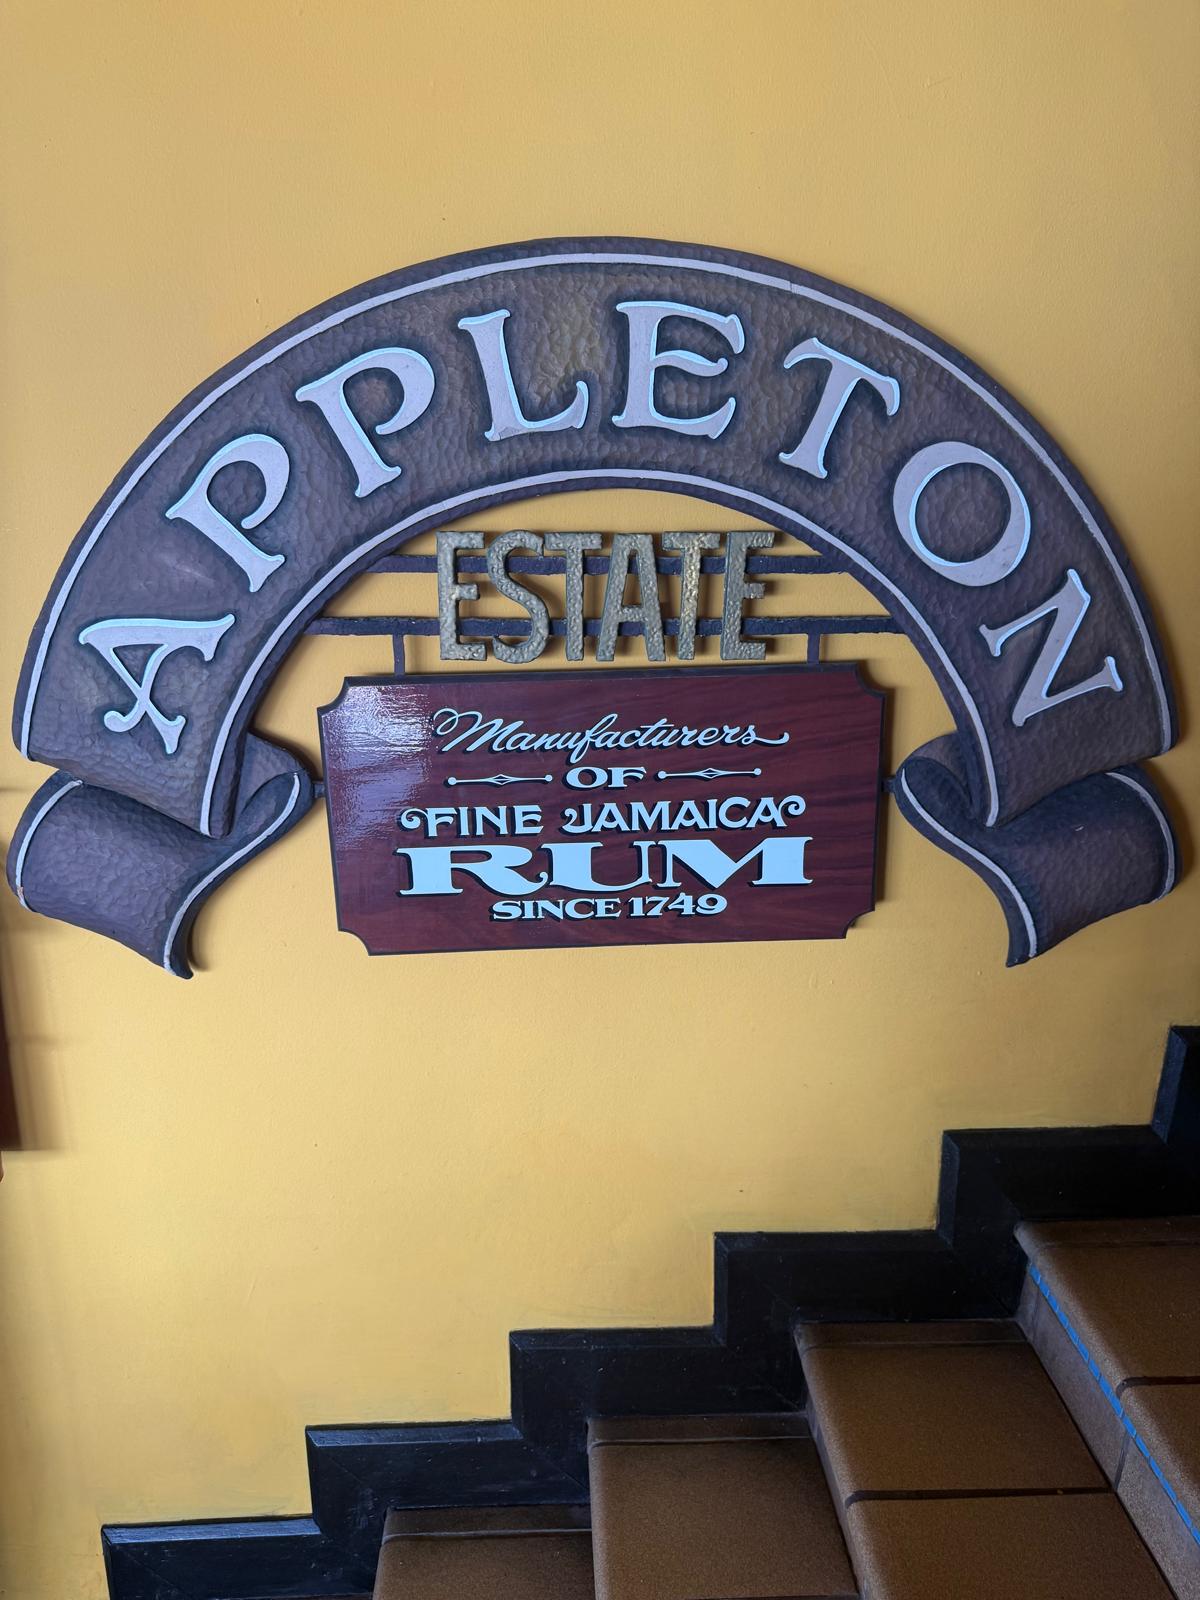 APPLETON
ESTATE
Manufacturers
OF
FINE JAMAICA
RUM
SINCE 1749